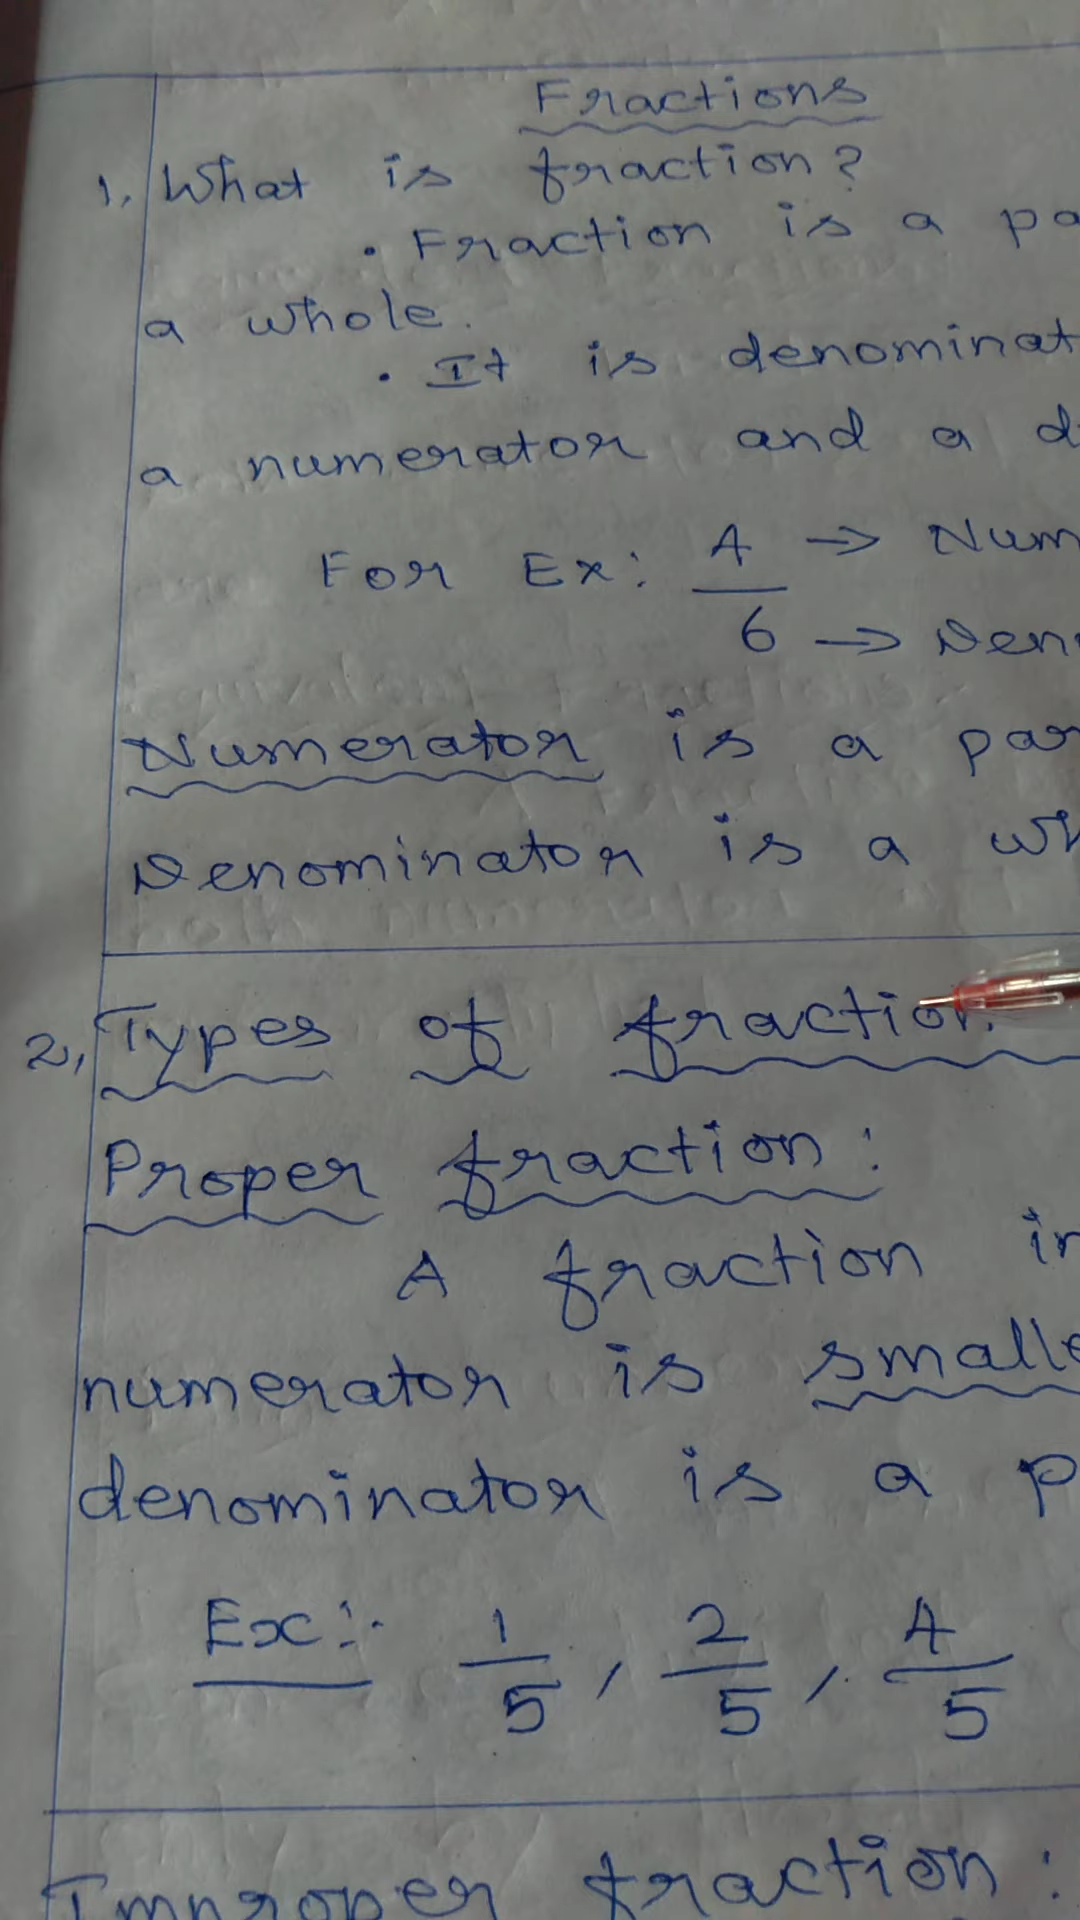 Fractions
1. What is fraction?
• Fraction is a pa
a whole.
• It is denominat
a numerator and a d
For Ex: 4 → Num
6 → Den
Numerator is a par
Denominator is a wh
2, Types of fraction
Proper fraction:
A fraction in
numerator is smalle
denominator is a p
Ex:- 1/5, 2/5, 4/5
Improper fraction: